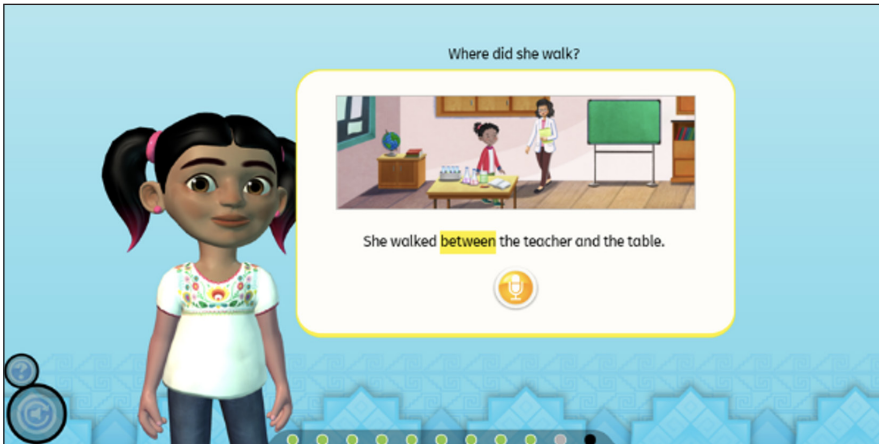 Where did she walk?
She walked between the teacher and the table.
?